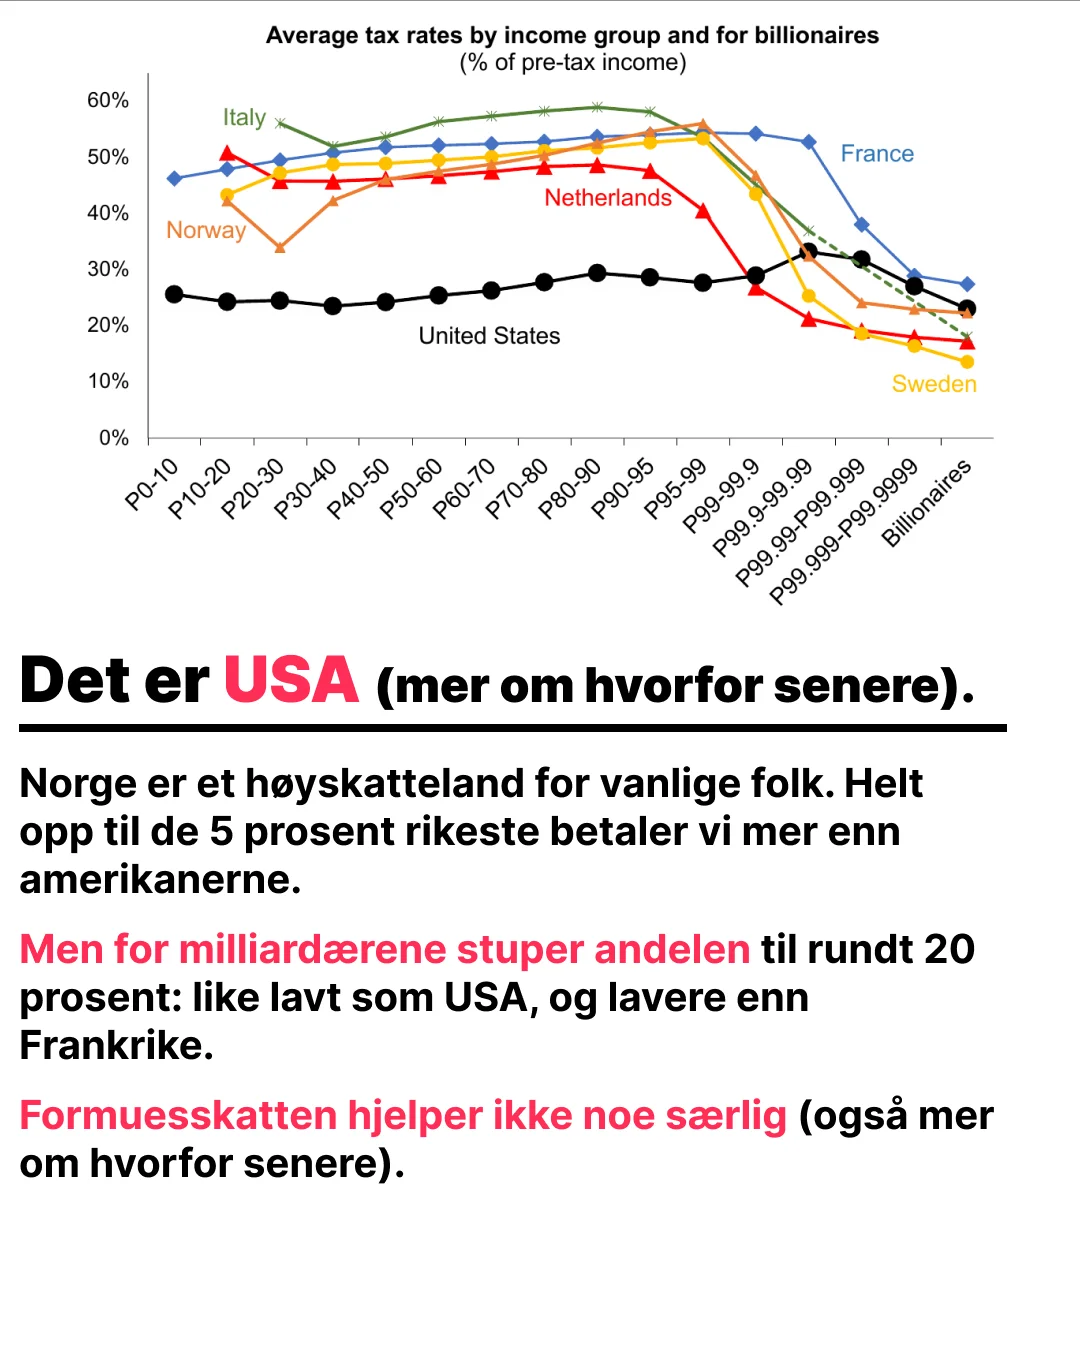 Average tax rates by income group and for billionaires
(% of pre-tax income)
60%
50%
40%
30%
20%
10%
0%
Italy
France
Netherlands
Norway
United States
Sweden
P0-10
P10-20
P20-30
P30-40
P40-50
P50-60
P60-70
P70-80
P80-90
P90-95
P95-99
P99-99.9
P99.9-99.99
P99.99-P99.999
P99.999-P99.9999
Billionaires
Det er USA (mer om hvorfor senere).
Norge er et høyskatteland for vanlige folk. Helt
opp til de 5 prosent rikeste betaler vi mer enn
amerikanerne.
Men for milliardærene stuper andelen til rundt 20
prosent: like lavt som USA, og lavere enn
Frankrike.
Formuesskatten hjelper ikke noe særlig (også mer
om hvorfor senere).